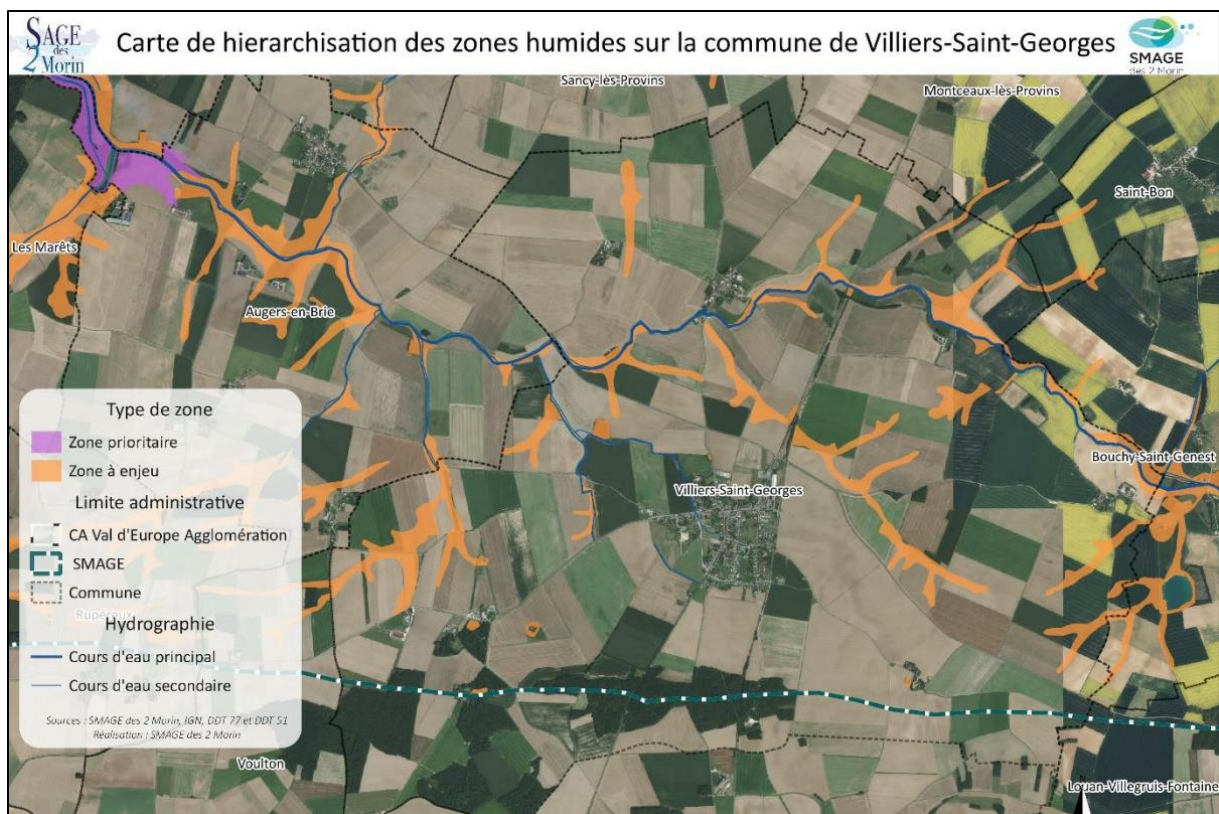 SAGE
des
2 Morin
Carte de hierarchisation des zones humides sur la commune de Villiers-Saint-Georges
SMAGE
des 2 Morin
Sancy-lès-Provins
Montceaux-lès-Provins
Saint-Bon
Les Marêts
Augers-en-Brie
Bouchy-Saint-Genest
Villiers-Saint-Georges
Type de zone
Zone prioritaire
Zone à enjeu
Limite administrative
CA Val d'Europe Agglomération
SMAGE
Commune
Rupéreux
Hydrographie
Cours d'eau principal
Cours d'eau secondaire
Sources : SMAGE des 2 Morin, IGN, DDT 77 et DDT 51
Réalisation : SMAGE des 2 Morin
Voulton
Louan-Villegruis-Fontaine